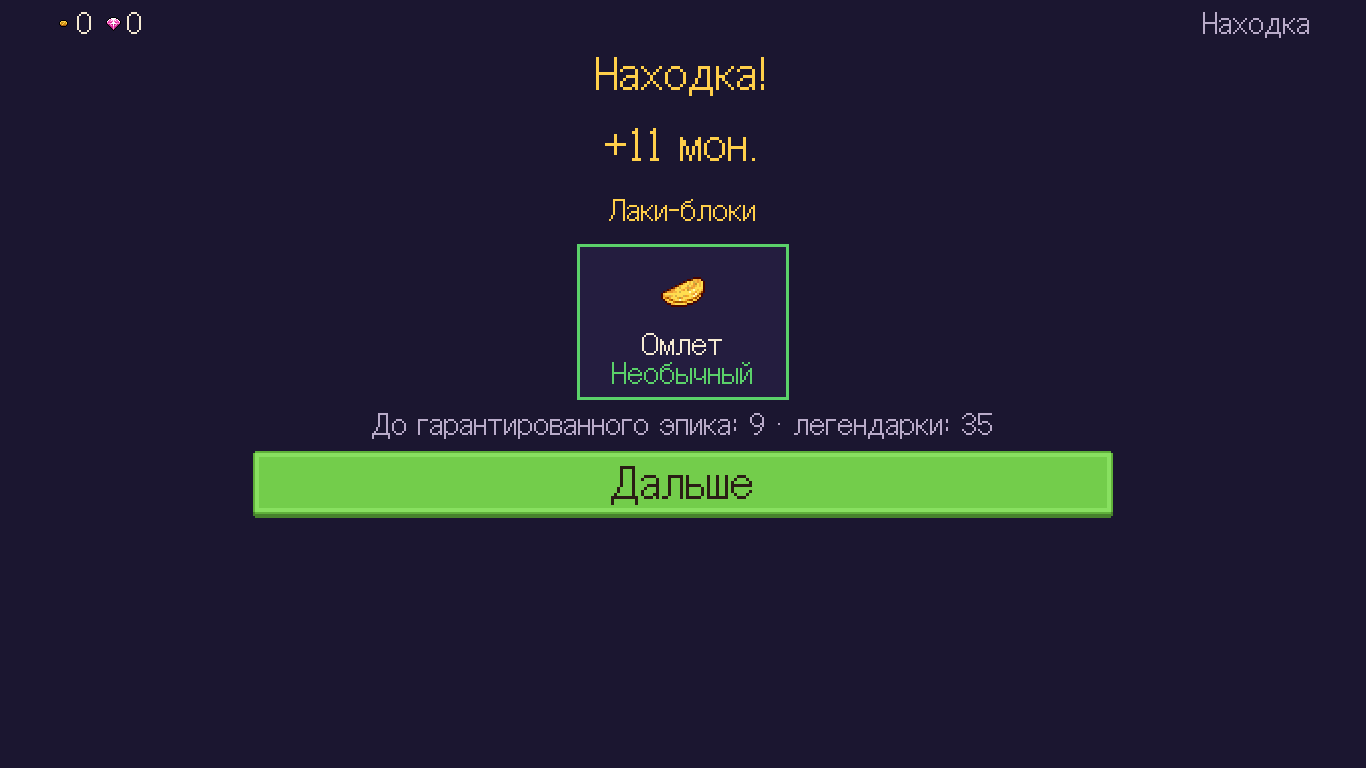 0 0
Находка
Находка!
+11 мон.
Лаки-блоки
Омлет
Необычный
До гарантированного эпика: 9 · легендарки: 35
Дальше